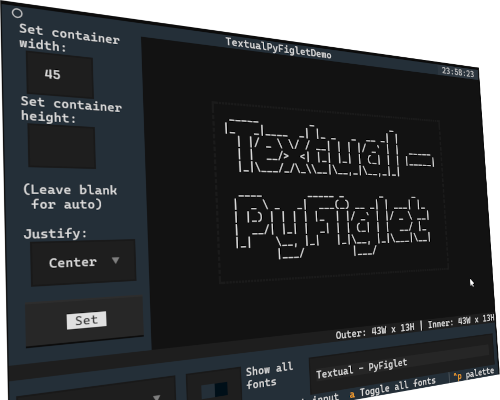 TextualPyFigletDemo
23:58:23
Set container
width:
45
Set container
height:
(Leave blank
for auto)
Justify:
Center
Set
Textual -
PyFiglet
Outer: 43W x 13H | Inner: 43W x 13H
Show all
fonts
Textual - PyFiglet
input a Toggle all fonts ^p palette